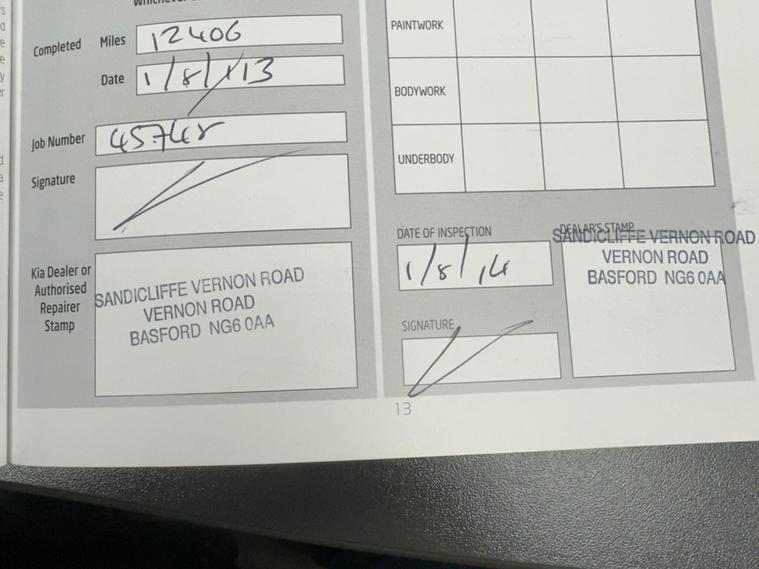 Completed Miles 12406
Date 1/8/13
Job Number 45748
Signature
Kia Dealer or
Authorised
Repairer
Stamp
SANDICLIFFE VERNON ROAD
VERNON ROAD
BASFORD NG6 0AA
PAINTWORK
BODYWORK
UNDERBODY
DATE OF INSPECTION
1/8/14
SIGNATURE
DEALER'S STAMP
SANDICLIFFE VERNON ROAD
VERNON ROAD
BASFORD NG6 0AA
13